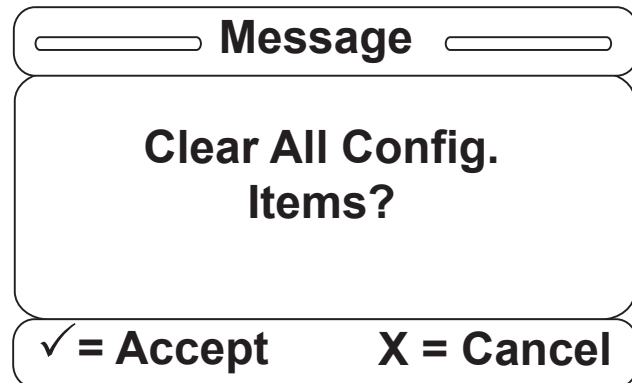 Message
Clear All Config.
Items?
✓ = Accept X = Cancel